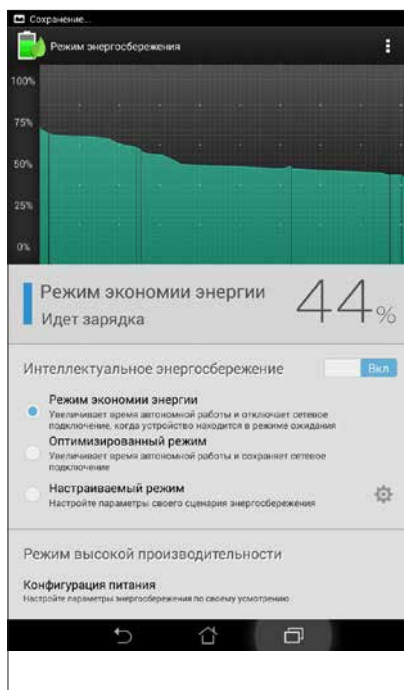 Сохранение...
Режим энергосбережения
100%
75%
50%
25%
0%
Режим экономии энергии
44%
Идет зарядка
Интеллектуальное энергосбережение
Вкл
Режим экономии энергии
Увеличивает время автономной работы и отключает сетевое
подключение, когда устройство находится в режиме ожидания
Оптимизированный режим
Увеличивает время автономной работы и сохраняет сетевое
подключение
Настраиваемый режим
Настройте параметры своего сценария энергосбережения
Режим высокой производительности
Конфигурация питания
Настройте параметры энергосбережения по своему усмотрению